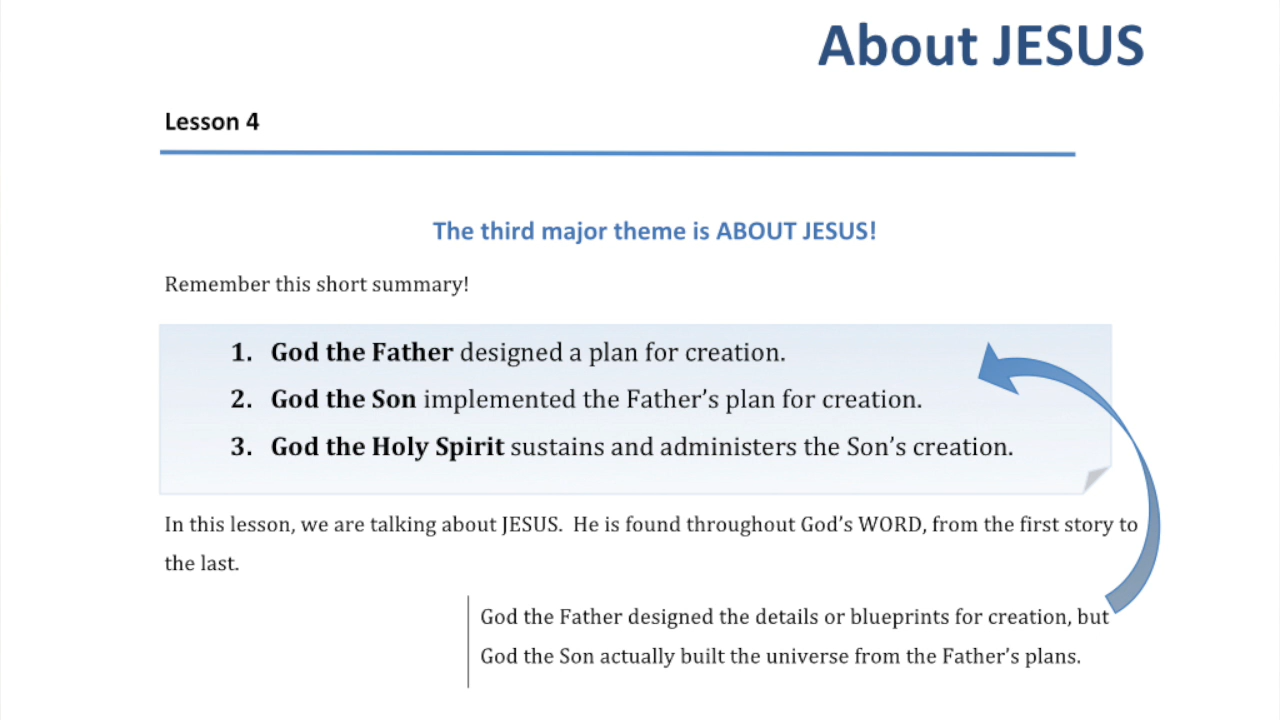 About JESUS
Lesson 4
The third major theme is ABOUT JESUS!
Remember this short summary!
1. God the Father designed a plan for creation.
2. God the Son implemented the Father’s plan for creation.
3. God the Holy Spirit sustains and administers the Son’s creation.
In this lesson, we are talking about JESUS.  He is found throughout God’s WORD, from the first story to
the last.
God the Father designed the details or blueprints for creation, but
God the Son actually built the universe from the Father’s plans.